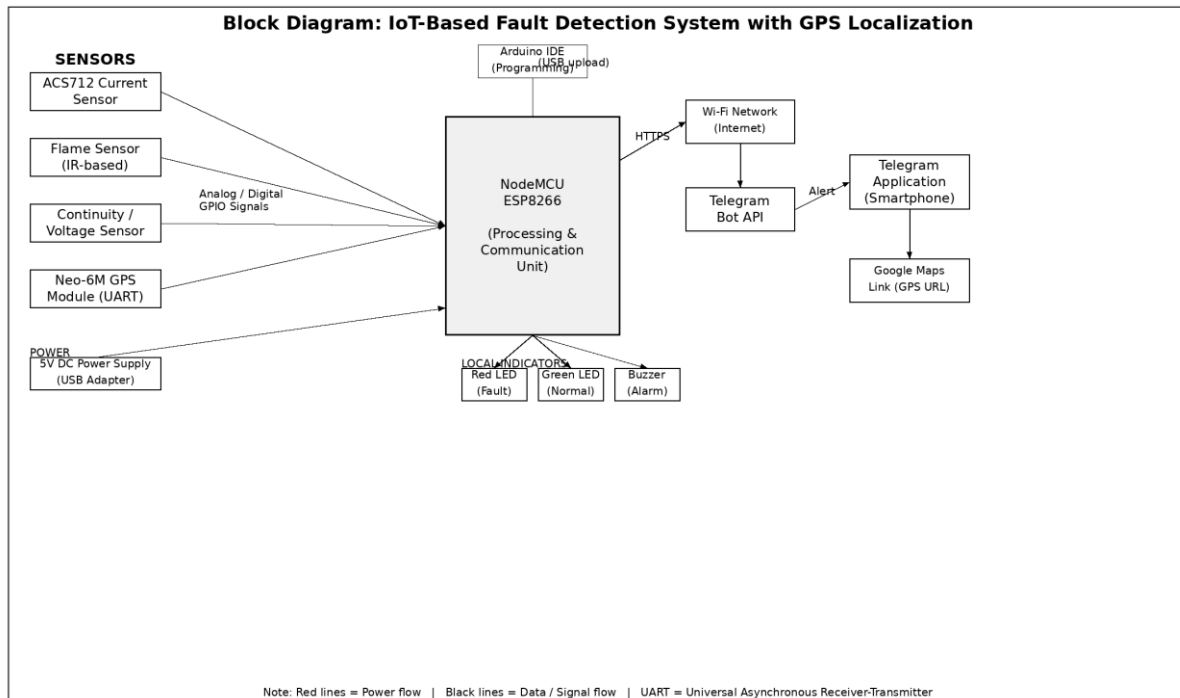 Block Diagram: IoT-Based Fault Detection System with GPS Localization
SENSORS
ACS712 Current
Sensor
Flame Sensor
(IR-based)
Continuity /
Voltage Sensor
Neo-6M GPS
Module (UART)
POWER
5V DC Power Supply
(USB Adapter)
Analog / Digital
GPIO Signals
Arduino IDE
(Programming)
(USB upload)
NodeMCU
ESP8266
(Processing &
Communication
Unit)
LOCAL INDICATORS
Red LED
(Fault)
Green LED
(Normal)
Buzzer
(Alarm)
HTTPS
Wi-Fi Network
(Internet)
Telegram
Bot API
Alert
Telegram
Application
(Smartphone)
Google Maps
Link (GPS URL)
Note: Red lines = Power flow | Black lines = Data / Signal flow | UART = Universal Asynchronous Receiver-Transmitter